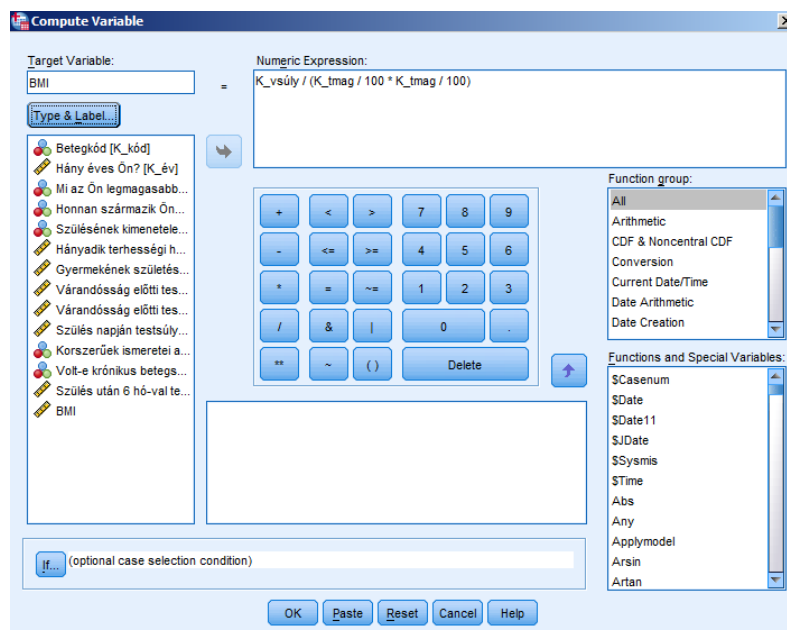 Compute Variable
Target Variable:
BMI
=
Numeric Expression:
K_vsúly / (K_tmag / 100 * K_tmag / 100)
Type & Label...
Betegkód [K_kód]
Hány éves Ön? [K_év]
Mi az Ön legmagasabb...
Honnan származik Ön...
Szülésének kimenetele...
Hányadik terhességi h...
Gyermekének születés...
Várandósság előtti tes...
Várandósság előtti tes...
Szülés napján testsúly...
Korszerűek ismeretei a...
Volt-e krónikus betegs...
Szülés után 6 hó-val te...
BMI
+ < > 7 8 9
- <= >= 4 5 6
* = ~= 1 2 3
/ & | 0 .
** ~ ( ) Delete
Function group:
All
Arithmetic
CDF & Noncentral CDF
Conversion
Current Date/Time
Date Arithmetic
Date Creation
Functions and Special Variables:
$Casenum
$Date
$Date11
$JDate
$Sysmis
$Time
Abs
Any
Applymodel
Arsin
Artan
If... (optional case selection condition)
OK Paste Reset Cancel Help